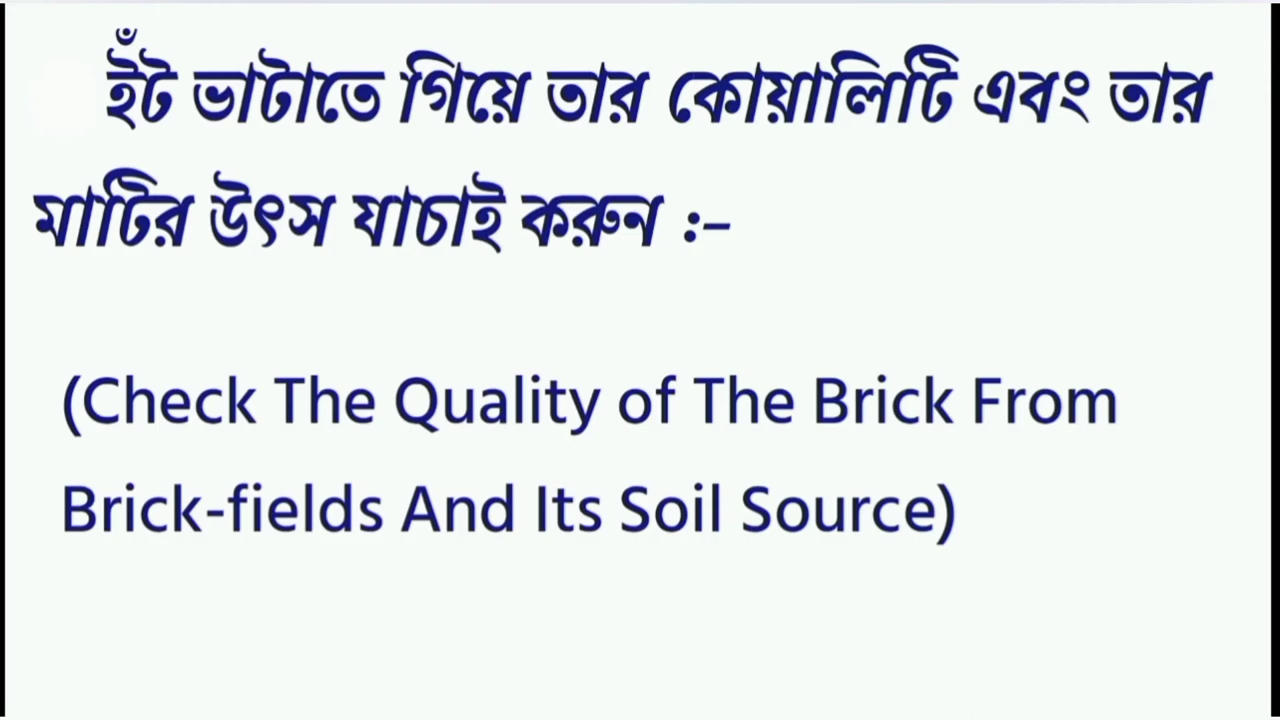 ইঁট ভাটাতে গিয়ে তার কোয়ালিটি এবং তার
মাটির উৎস যাচাই করুন :-
(Check The Quality of The Brick From
Brick-fields And Its Soil Source)